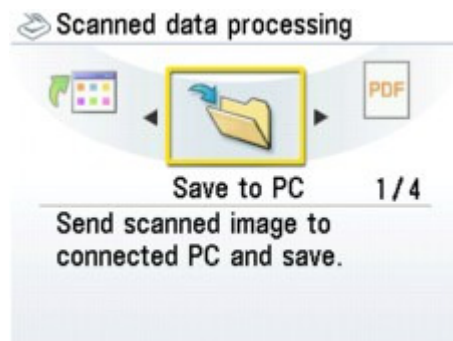 Scanned data processing
PDF
Save to PC 1/4
Send scanned image to
connected PC and save.